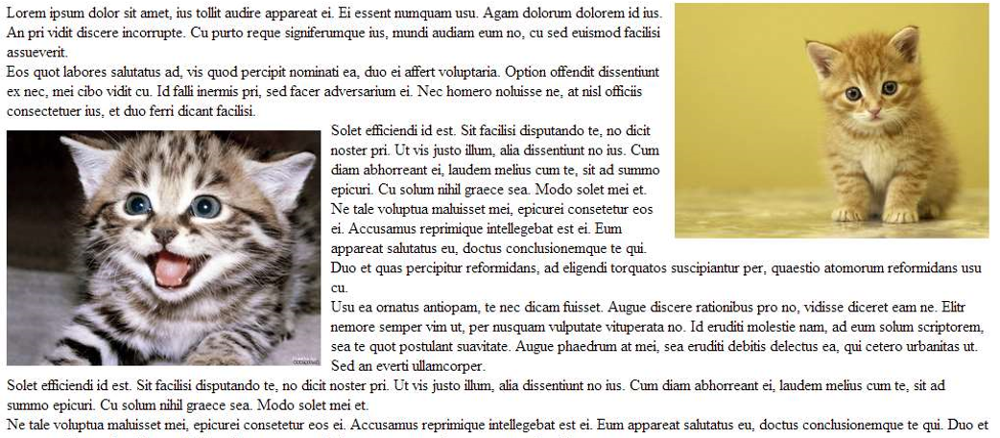 Lorem ipsum dolor sit amet, ius tollit audire appareat ei. Ei essent numquam usu. Agam dolorum dolorem id ius.
An pri vidit discere incorrupte. Cu purto reque signiferumque ius, mundi audiam eum no, cu sed euismod facilisi
assueverit.
Eos quot labores salutatus ad, vis quod percipit nominati ea, duo ei affert voluptaria. Option offendit dissentiunt
ex nec, mei cibo vidit cu. Id falli inermis pri, sed facer adversarium ei. Nec homero noluisse ne, at nisl officiis
consectetuer ius, et duo ferri dicant facilisi.
Solet efficiendi id est. Sit facilisi disputando te, no dicit
noster pri. Ut vis justo illum, alia dissentiunt no ius. Cum
diam abhorreant ei, laudem melius cum te, sit ad summo
epicuri. Cu solum nihil graece sea. Modo solet mei et.
Ne tale voluptua maluisset mei, epicurei consetetur eos
ei. Accusamus reprimique intellegebat est ei. Eum
appareat salutatus eu, doctus conclusionemque te qui.
Duo et quas percipitur reformidans, ad eligendi torquatos suscipiantur per, quaestio atomorum reformidans usu
cu.
Usu ea ornatus antiopam, te nec dicam fuisset. Augue discere rationibus pro no, vidisse diceret eam ne. Elitr
nemore semper vim ut, per nusquam vulputate vituperata no. Id eruditi molestie nam, ad eum solum scriptorem,
sea te quot postulant suavitate. Augue phaedrum at mei, sea eruditi debitis delectus ea, qui cetero urbanitas ut.
Sed an everti ullamcorper.
Solet efficiendi id est. Sit facilisi disputando te, no dicit noster pri. Ut vis justo illum, alia dissentiunt no ius. Cum diam abhorreant ei, laudem melius cum te, sit ad
summo epicuri. Cu solum nihil graece sea. Modo solet mei et.
Ne tale voluptua maluisset mei, epicurei consetetur eos ei. Accusamus reprimique intellegebat est ei. Eum appareat salutatus eu, doctus conclusionemque te qui. Duo et